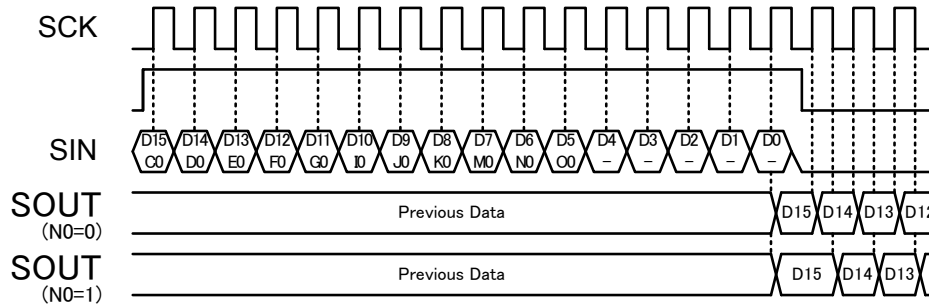 SCK
SIN
D15 D14 D13 D12 D11 D10 D9 D8 D7 D6 D5 D4 D3 D2 D1 D0
C0 D0 E0 F0 G0 I0 J0 K0 M0 N0 O0 - - - - -
SOUT
(N0=0)
Previous Data
D15 D14 D13 D12
SOUT
(N0=1)
Previous Data
D15 D14 D13